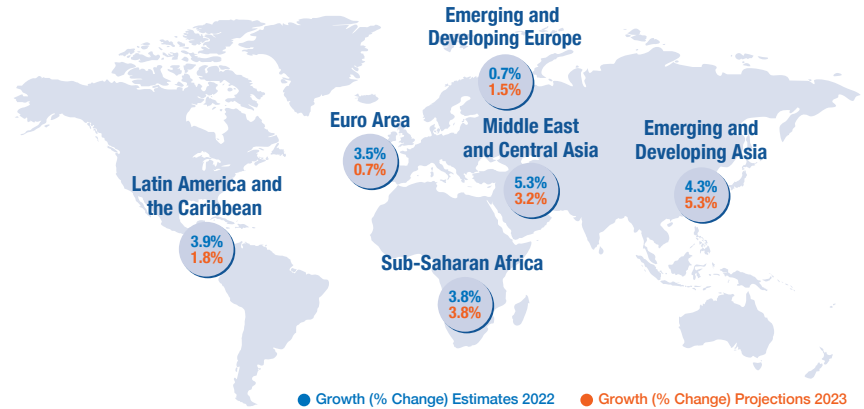 Emerging and
Developing Europe
0.7%
1.5%
Euro Area
3.5%
0.7%
Middle East
and Central Asia
5.3%
3.2%
Emerging and
Developing Asia
4.3%
5.3%
Latin America and
the Caribbean
3.9%
1.8%
Sub-Saharan Africa
3.8%
3.8%
Growth (% Change) Estimates 2022
Growth (% Change) Projections 2023